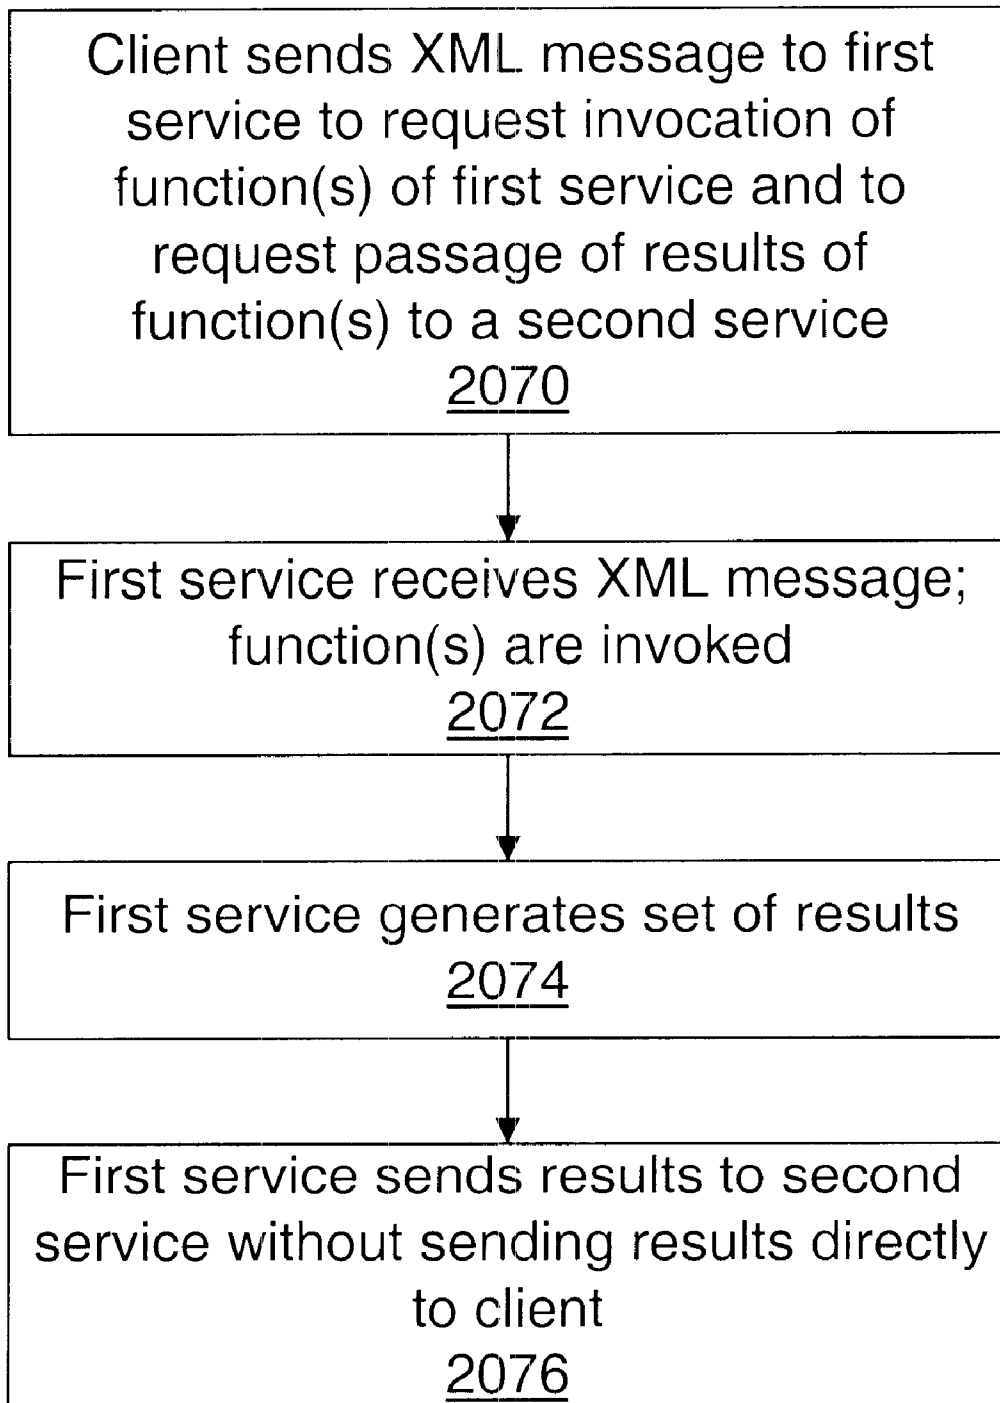 Client sends XML message to first
service to request invocation of
function(s) of first service and to
request passage of results of
function(s) to a second service
2070
First service receives XML message;
function(s) are invoked
2072
First service generates set of results
2074
First service sends results to second
service without sending results directly
to client
2076